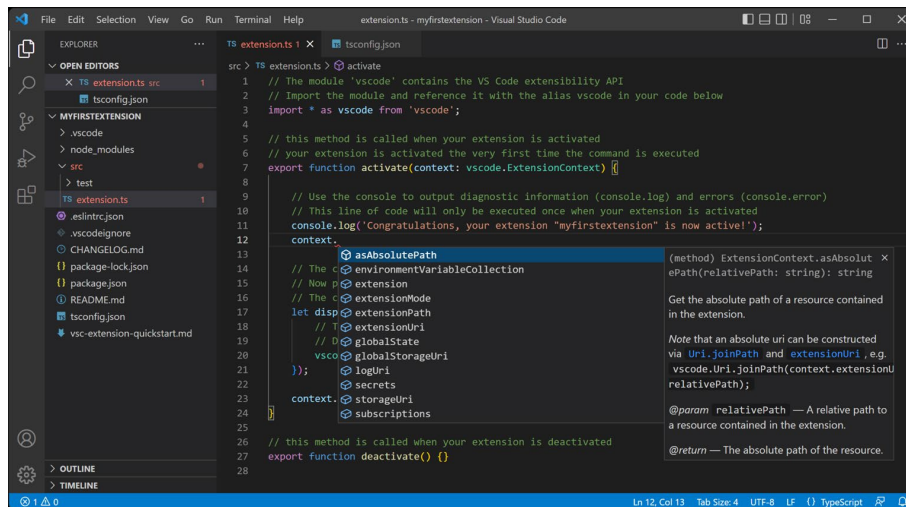 File Edit Selection View Go Run Terminal Help
extension.ts - myfirstextension - Visual Studio Code
EXPLORER
OPEN EDITORS
TS extension.ts src 1
tsconfig.json
MYFIRSTEXTENSION
.vscode
node_modules
src
test
TS extension.ts 1
.eslintrc.json
.vscodeignore
CHANGELOG.md
{} package-lock.json
{} package.json
README.md
tsconfig.json
vsc-extension-quickstart.md
OUTLINE
TIMELINE
TS extension.ts 1
tsconfig.json
src > TS extension.ts > activate
1 // The module 'vscode' contains the VS Code extensibility API
2 // Import the module and reference it with the alias vscode in your code below
3 import * as vscode from 'vscode';
4
5 // this method is called when your extension is activated
6 // your extension is activated the very first time the command is executed
7 export function activate(context: vscode.ExtensionContext) {
8
9 // Use the console to output diagnostic information (console.log) and errors (console.error)
10 // This line of code will only be executed once when your extension is activated
11 console.log('Congratulations, your extension "myfirstextension" is now active!');
12 context.
13
14 // The c
15 // Now p
16 // The c
17 let disp
18 // T
19 // D
20 vsco
21 });
22
23 context.
24 }
25
26 // this method is called when your extension is deactivated
27 export function deactivate() {}
28
asAbsolutePath
environmentVariableCollection
extension
extensionMode
extensionPath
extensionUri
globalState
globalStorageUri
logUri
secrets
storageUri
subscriptions
(method) ExtensionContext.asAbsolut
ePath(relativePath: string): string
Get the absolute path of a resource contained
in the extension.
Note that an absolute uri can be constructed
via Uri.joinPath and extensionUri , e.g.
vscode.Uri.joinPath(context.extensionU
relativePath);
@param relativePath — A relative path to
a resource contained in the extension.
@return — The absolute path of the resource.
1 0
Ln 12, Col 13 Tab Size: 4 UTF-8 LF {} TypeScript